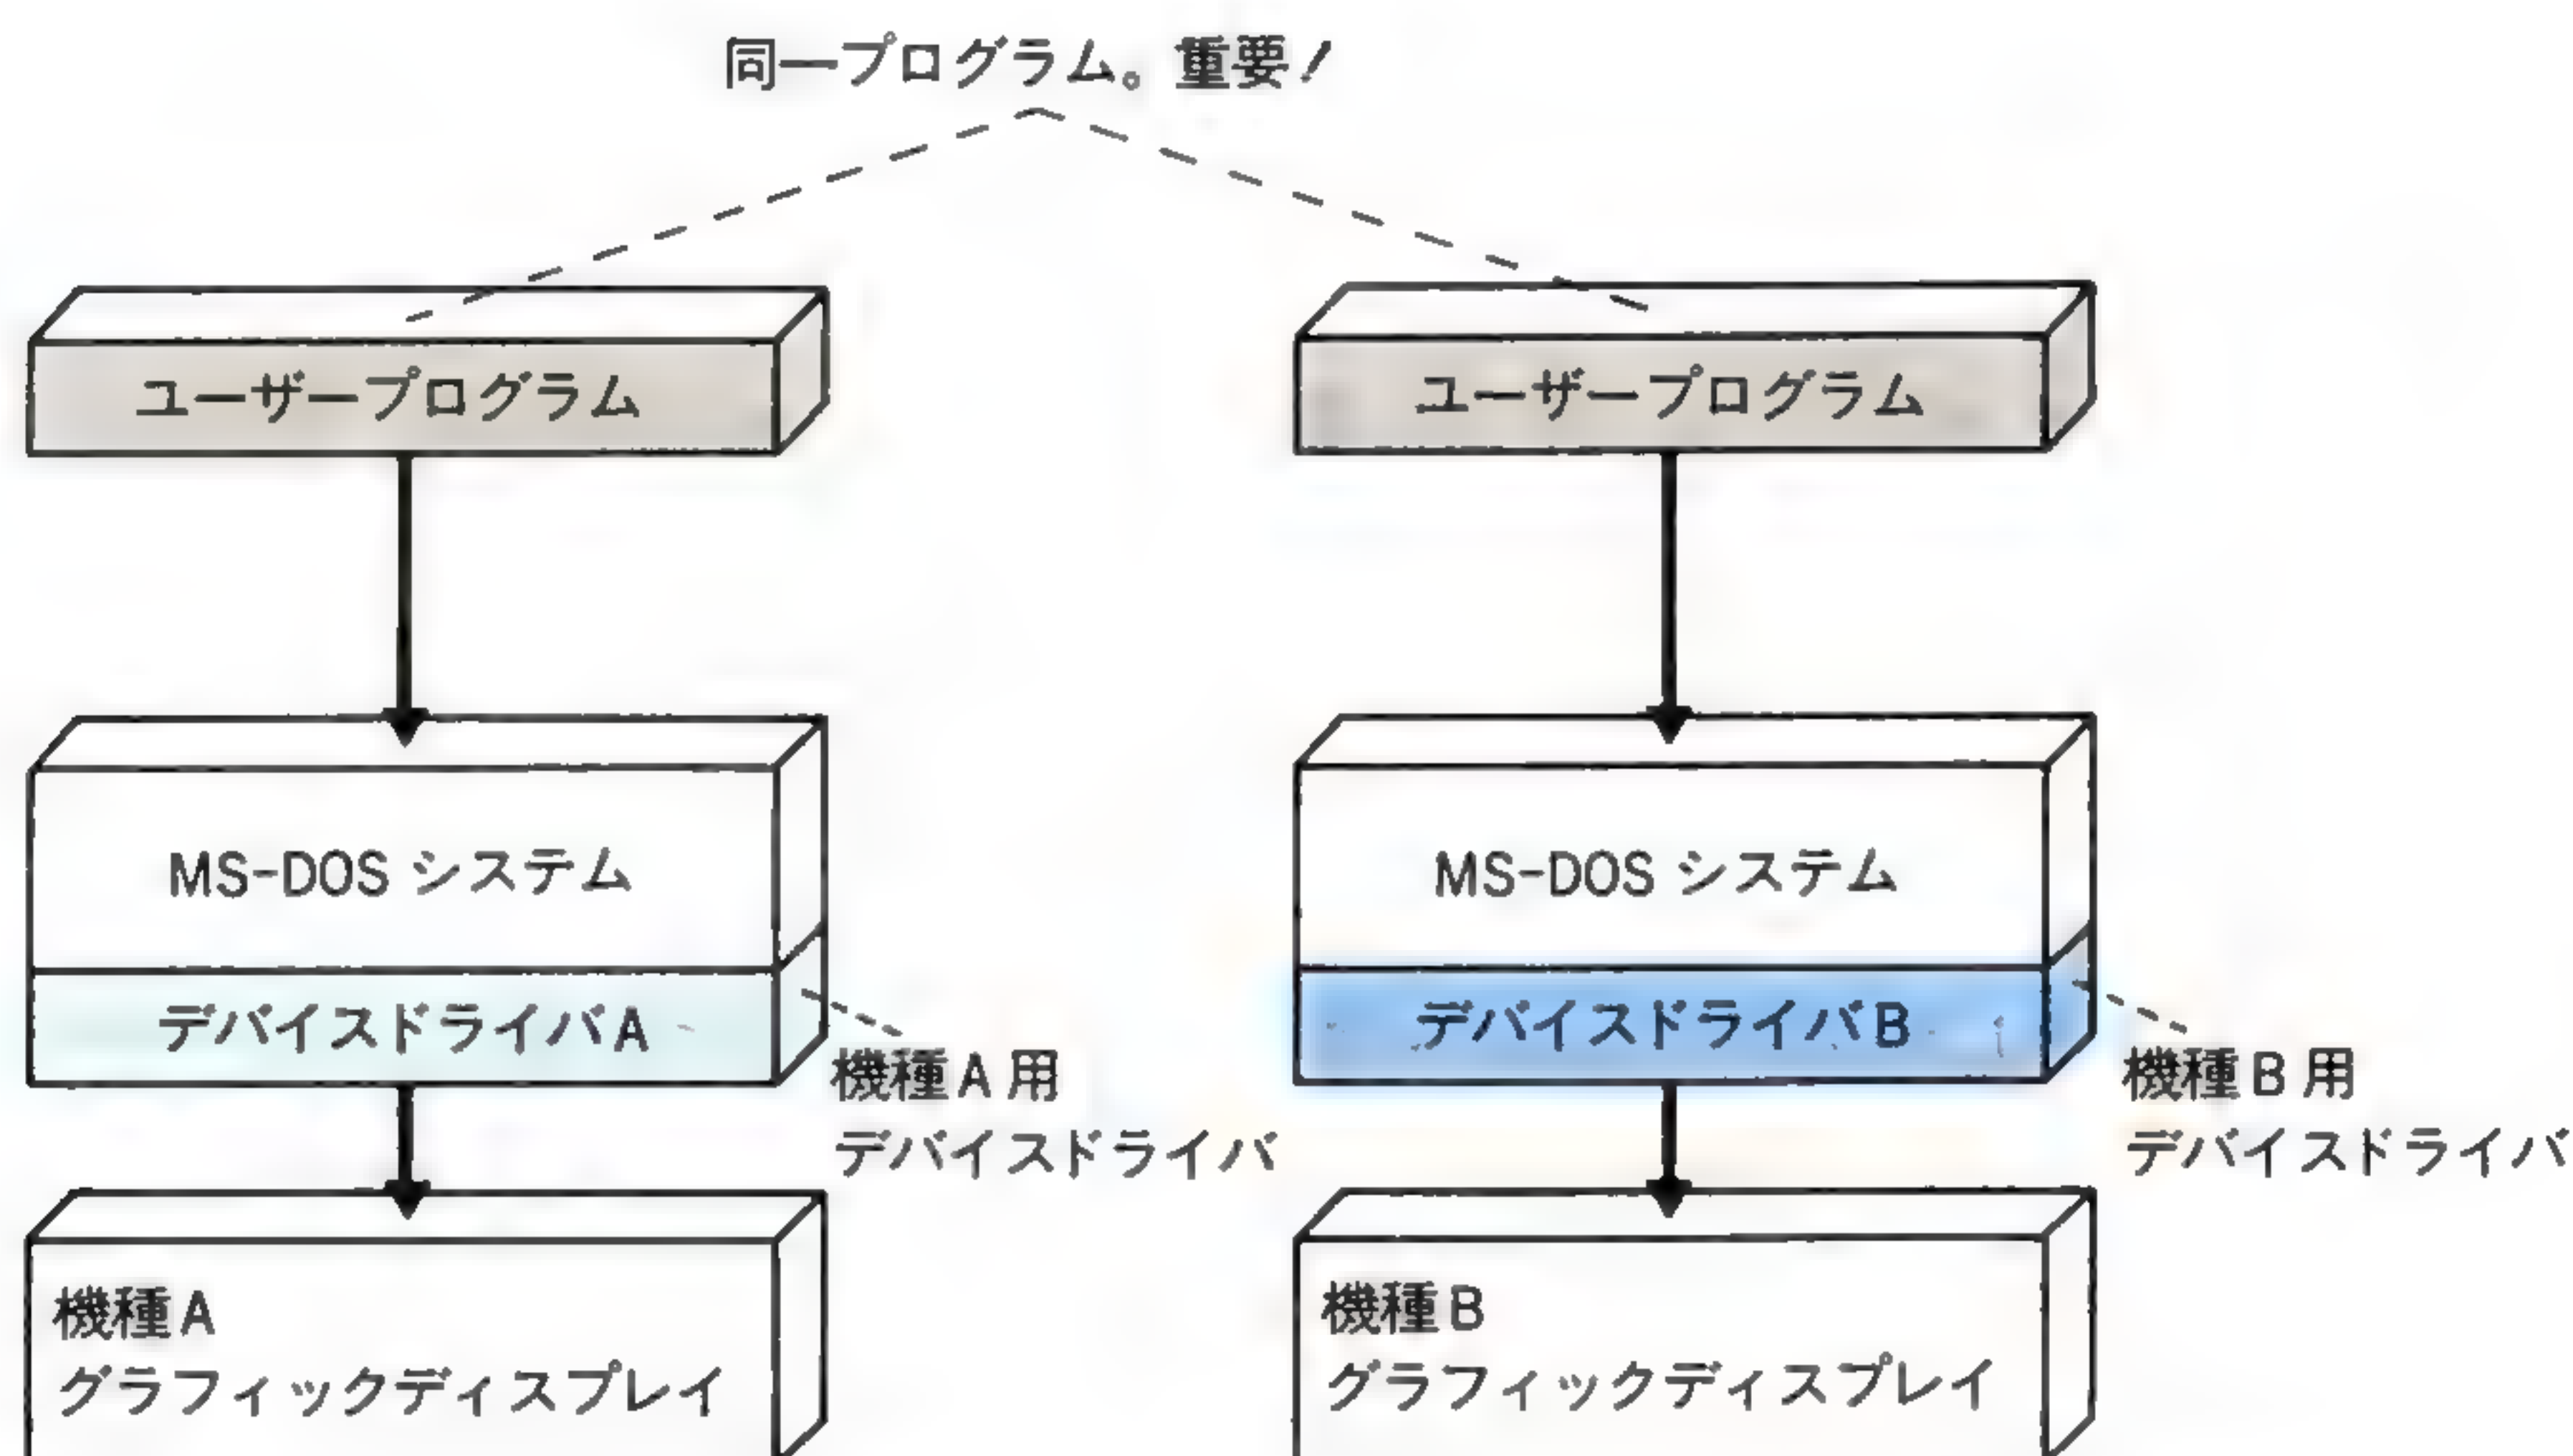 同一プログラム。重要！
ユーザープログラム
ユーザープログラム
MS-DOS システム
MS-DOS システム
デバイスドライバA
デバイスドライバB
機種A用
デバイスドライバ
機種B用
デバイスドライバ
機種A
グラフィックディスプレイ
機種B
グラフィックディスプレイ